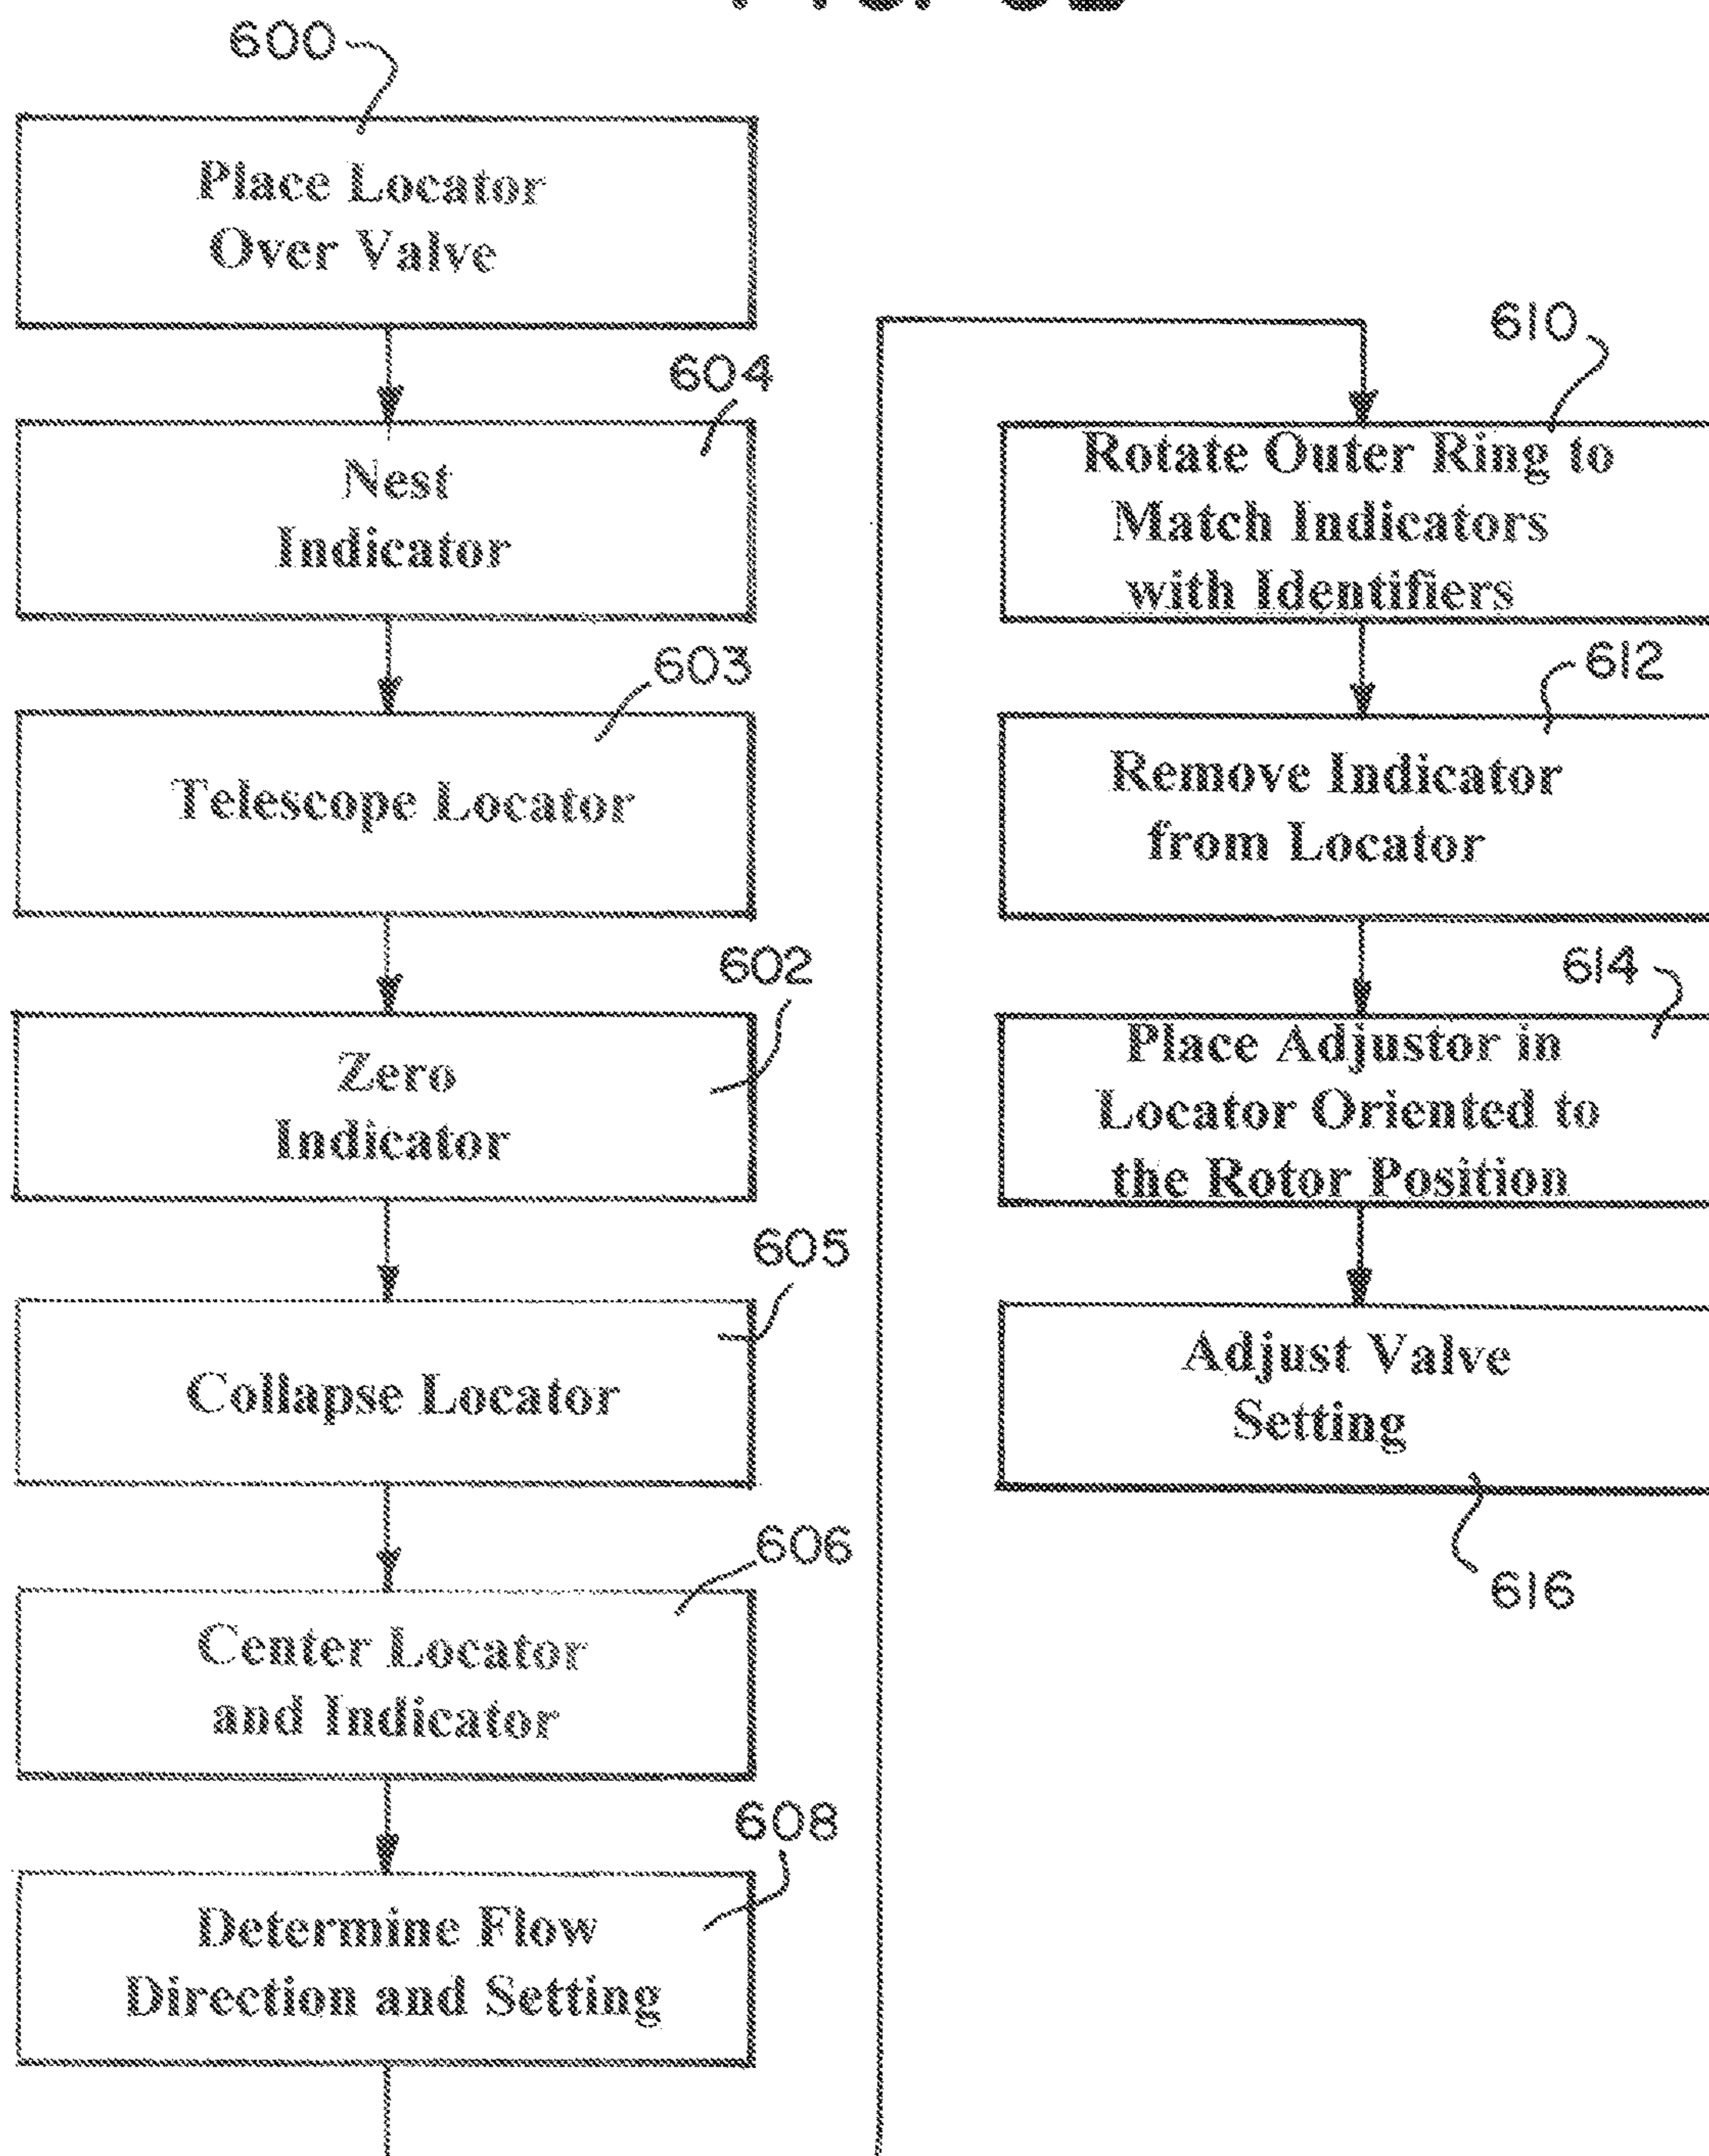 600
Place Locator
Over Valve
604
Nest
Indicator
603
Telescope Locator
602
Zero
Indicator
605
Collapse Locator
606
Center Locator
and Indicator
608
Determine Flow
Direction and Setting
610
Rotate Outer Ring to
Match Indicators
with Identifiers
612
Remove Indicator
from Locator
614
Place Adjustor in
Locator Oriented to
the Rotor Position
Adjust Valve
Setting
616